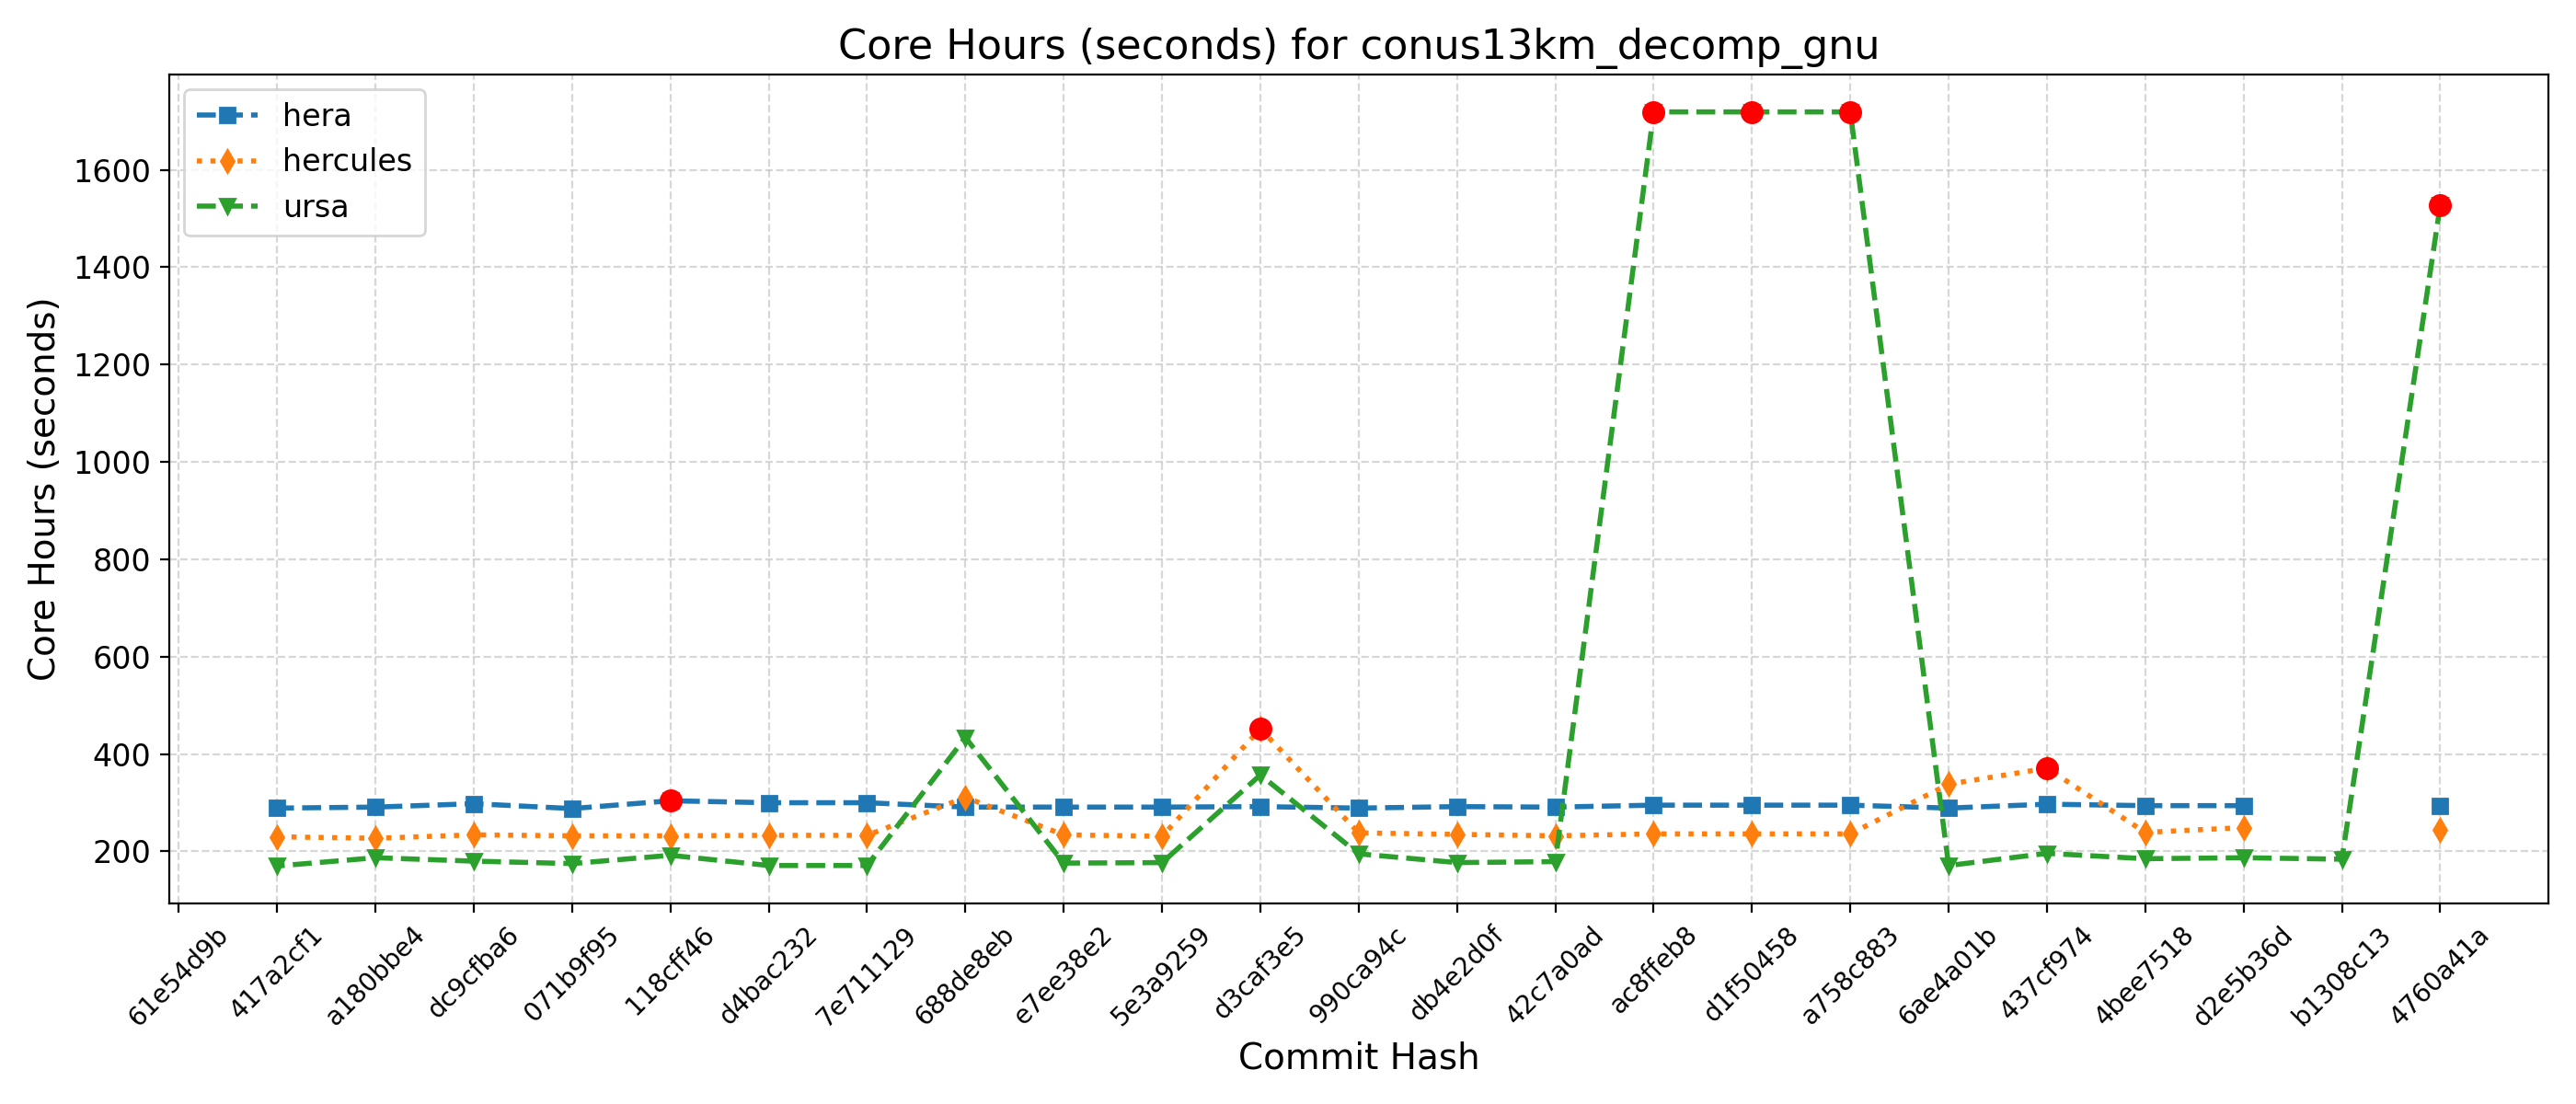 Core Hours (seconds) for conus13km_decomp_gnu
hera
hercules
ursa
Core Hours (seconds)
1600
1400
1200
1000
800
600
400
200
61e54d9b
417a2cf1
a180bbe4
dc9cfba6
071b9f95
118cff46
d4bac232
7e711129
688de8eb
e7ee38e2
5e3a9259
d3caf3e5
990ca94c
db4e2d0f
42c7a0ad
ac8ffeb8
d1f50458
a758c883
6ae4a01b
437cf974
4bee7518
d2e5b36d
b1308c13
4760a41a
Commit Hash